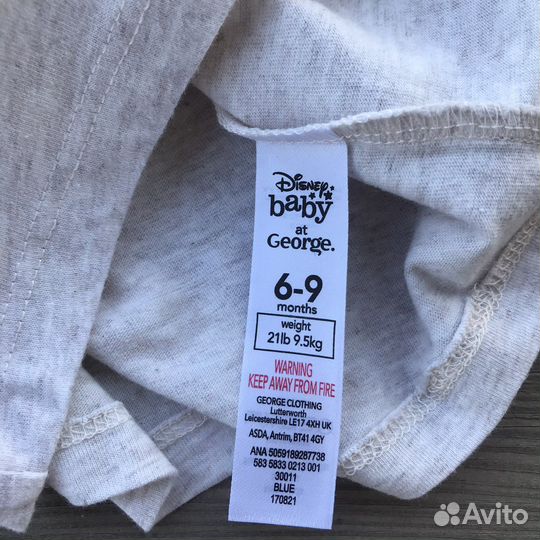 Disney
baby
at
George.
6-9
months
weight
21lb 9.5kg
WARNING
KEEP AWAY FROM FIRE
GEORGE CLOTHING
Lutterworth
Leicestershire LE17 4XH UK
ASDA, Antrim, BT41 4GY
ANA 5059189287738
583 5833 0213 001
30011
BLUE
170821
Avito